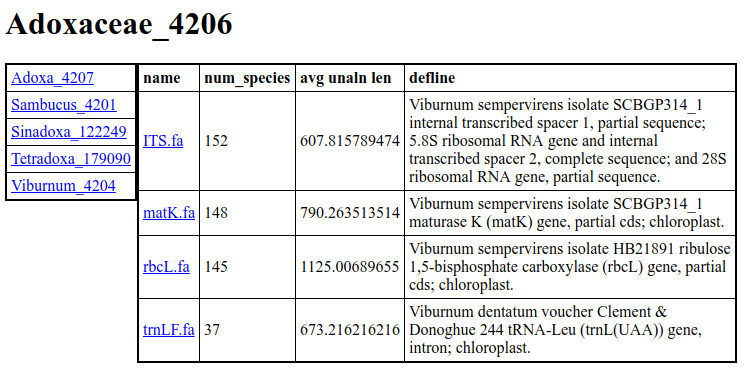 Adoxaceae_4206
Adoxa_4207
Sambucus_4201
Sinadoxa_122249
Tetradoxa_179090
Viburnum_4204
name num_species avg unaln len defline
ITS.fa 152 607.815789474 Viburnum sempervirens isolate SCBGP314_1
internal transcribed spacer 1, partial sequence;
5.8S ribosomal RNA gene and internal
transcribed spacer 2, complete sequence; and 28S
ribosomal RNA gene, partial sequence.
matK.fa 148 790.263513514 Viburnum sempervirens isolate SCBGP314_1
maturase K (matK) gene, partial cds; chloroplast.
rbcL.fa 145 1125.00689655 Viburnum sempervirens isolate HB21891 ribulose
1,5-bisphosphate carboxylase (rbcL) gene, partial
cds; chloroplast.
trnLF.fa 37 673.216216216 Viburnum dentatum voucher Clement &
Donoghue 244 tRNA-Leu (trnL(UAA)) gene,
intron; chloroplast.